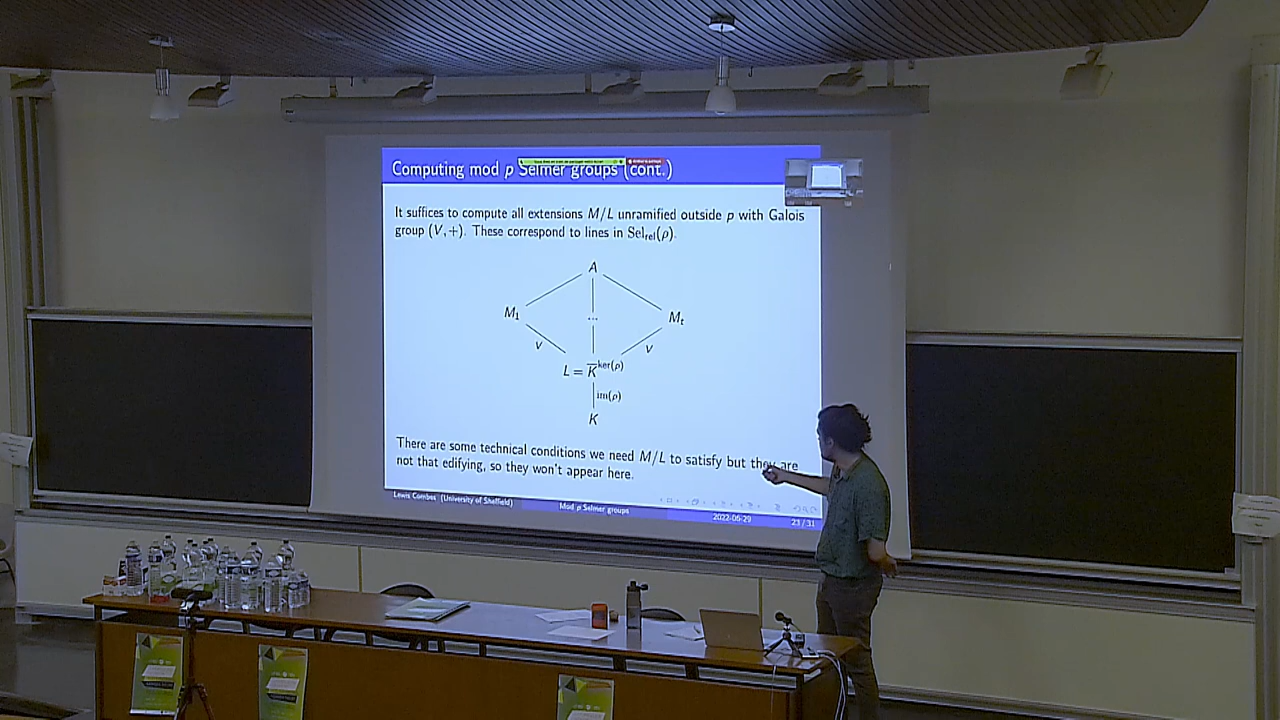 Computing mod p Selmer groups (cont.)
It suffices to compute all extensions M/L unramified outside p with Galois
group (V,+). These correspond to lines in Sel_rel(ρ).
A
M₁ ... Mₜ
V V
L = K̅^ker(ρ)
im(ρ)
K
There are some technical conditions we need M/L to satisfy but they are
not that edifying, so they won't appear here.
Lewis Combes (University of Sheffield) Mod p Selmer groups 2022-06-29 23 / 31